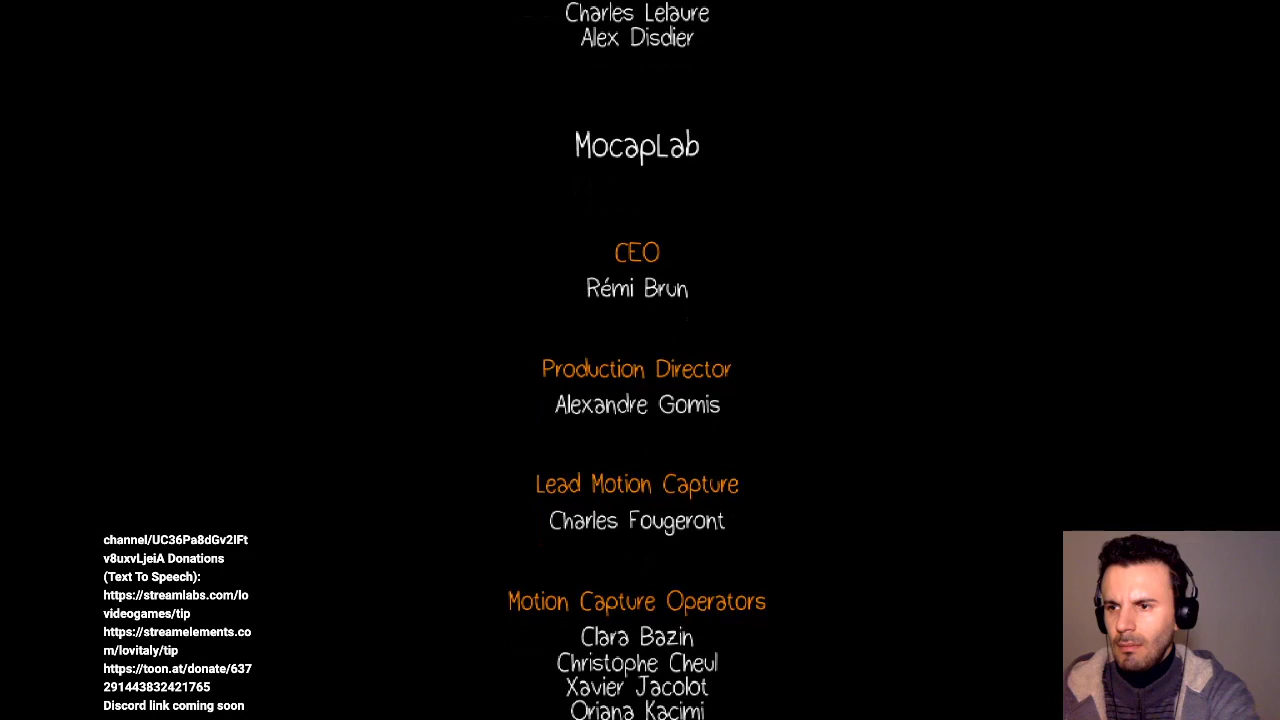 Charles Lelaure
Alex Disdier
MocapLab
CEO
Rémi Brun
Production Director
Alexandre Gomis
Lead Motion Capture
Charles Fougeront
Motion Capture Operators
Clara Bazin
Christophe Cheul
Xavier Jacolot
Oriana Kacimi
channel/UC36Pa8dGv2lFt
v8uxvLjeiA Donations
(Text To Speech):
https://streamlabs.com/lo
videogames/tip
https://streamelements.co
m/lovitaly/tip
https://toon.at/donate/637
291443832421765
Discord link coming soon